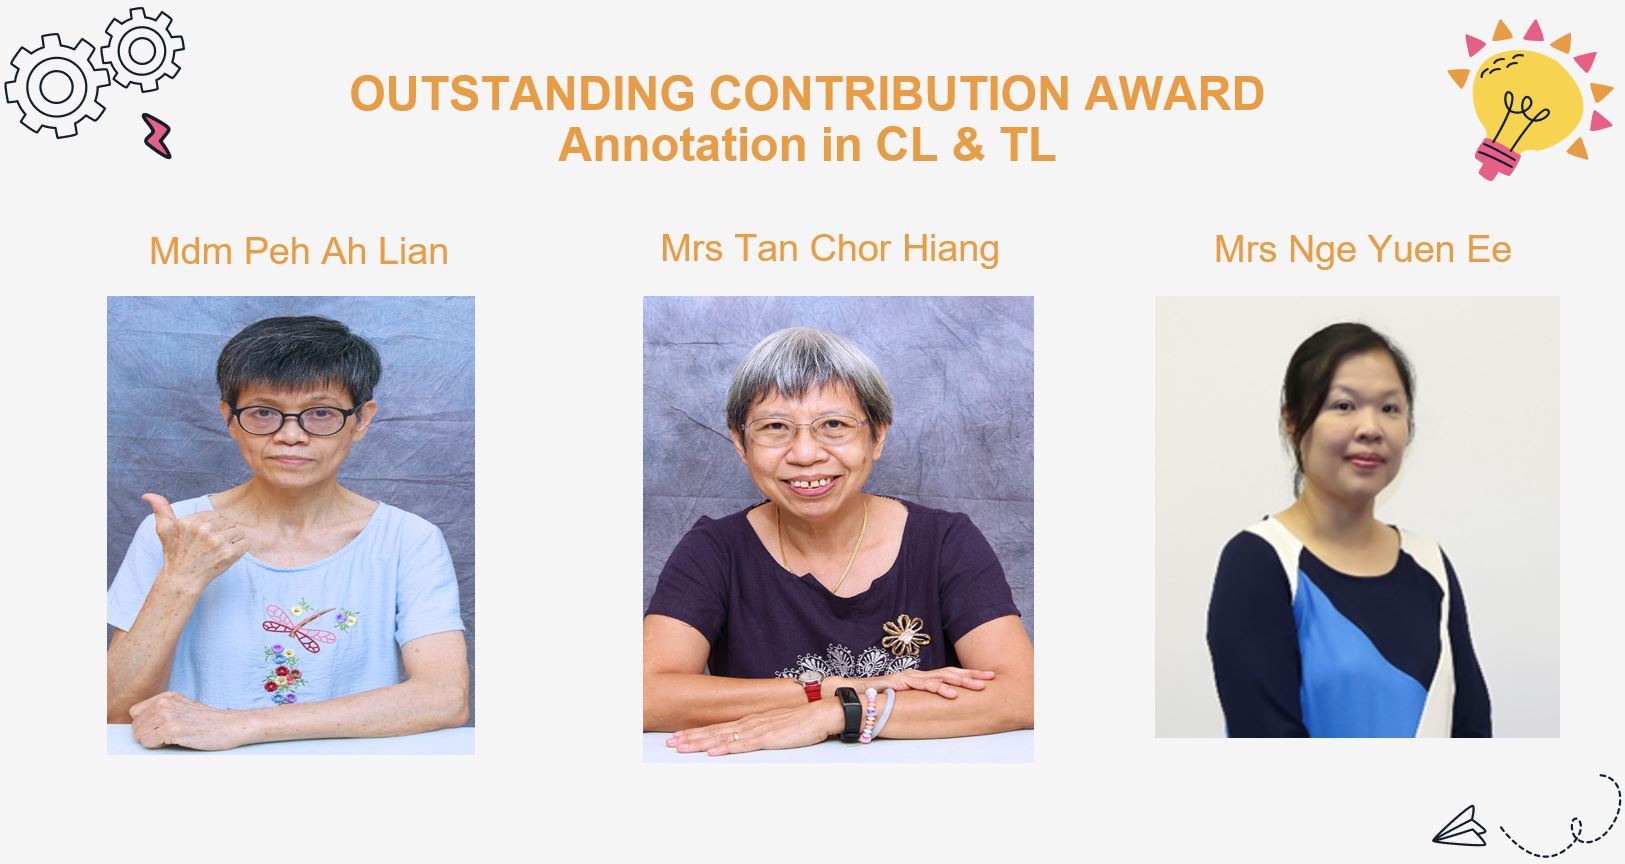 OUTSTANDING CONTRIBUTION AWARD
Annotation in CL & TL
Mdm Peh Ah Lian
Mrs Tan Chor Hiang
Mrs Nge Yuen Ee